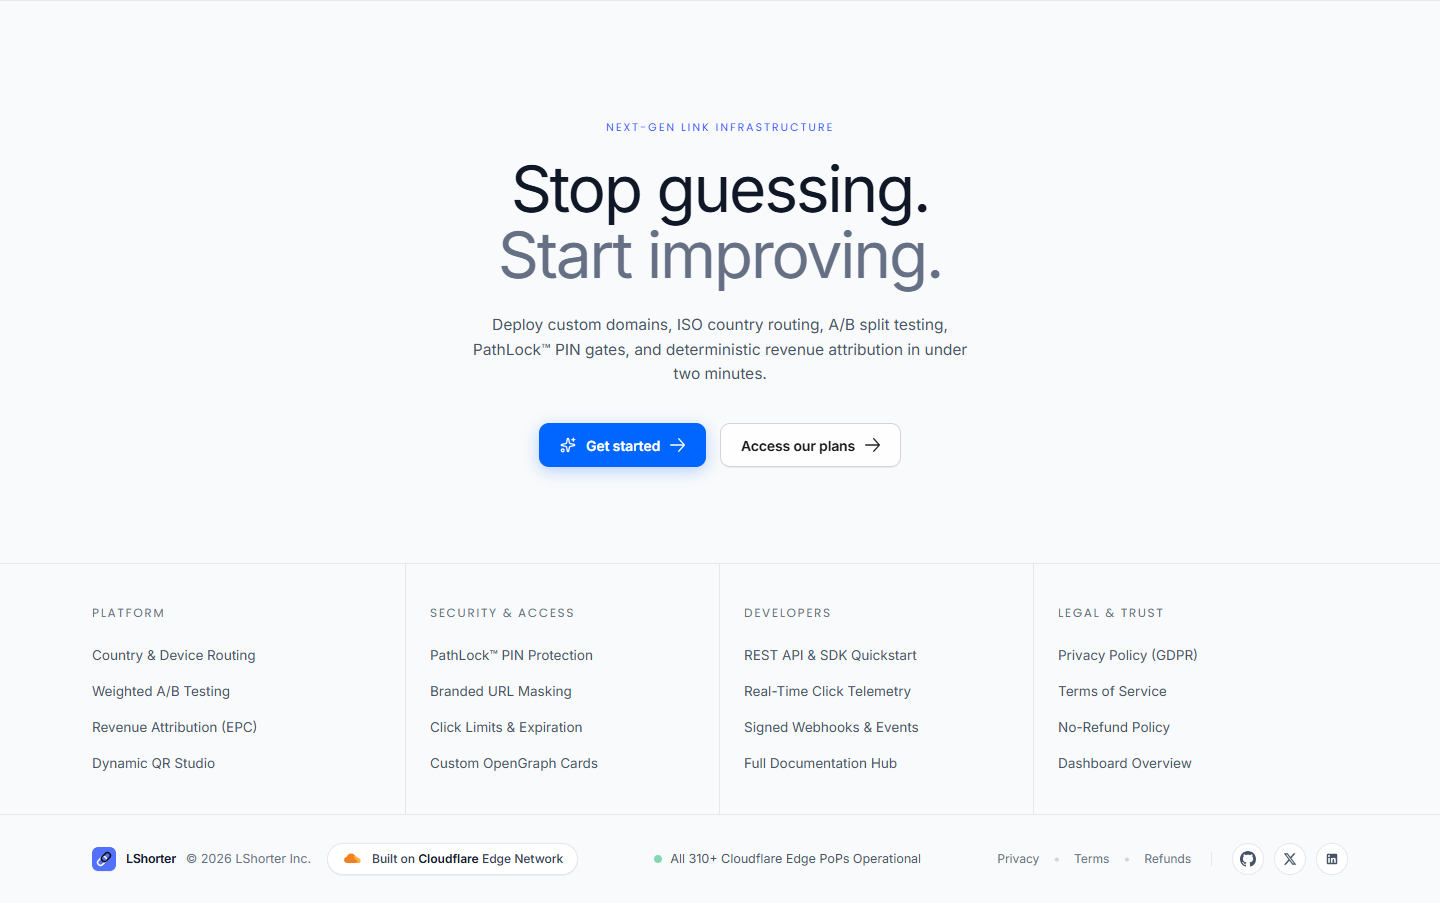 NEXT-GEN LINK INFRASTRUCTURE
Stop guessing.
Start improving.
Deploy custom domains, ISO country routing, A/B split testing,
PathLock™ PIN gates, and deterministic revenue attribution in under
two minutes.
Get started
Access our plans
PLATFORM
Country & Device Routing
Weighted A/B Testing
Revenue Attribution (EPC)
Dynamic QR Studio
SECURITY & ACCESS
PathLock™ PIN Protection
Branded URL Masking
Click Limits & Expiration
Custom OpenGraph Cards
DEVELOPERS
REST API & SDK Quickstart
Real-Time Click Telemetry
Signed Webhooks & Events
Full Documentation Hub
LEGAL & TRUST
Privacy Policy (GDPR)
Terms of Service
No-Refund Policy
Dashboard Overview
LShorter © 2026 LShorter Inc.
Built on Cloudflare Edge Network
All 310+ Cloudflare Edge PoPs Operational
Privacy • Terms • Refunds